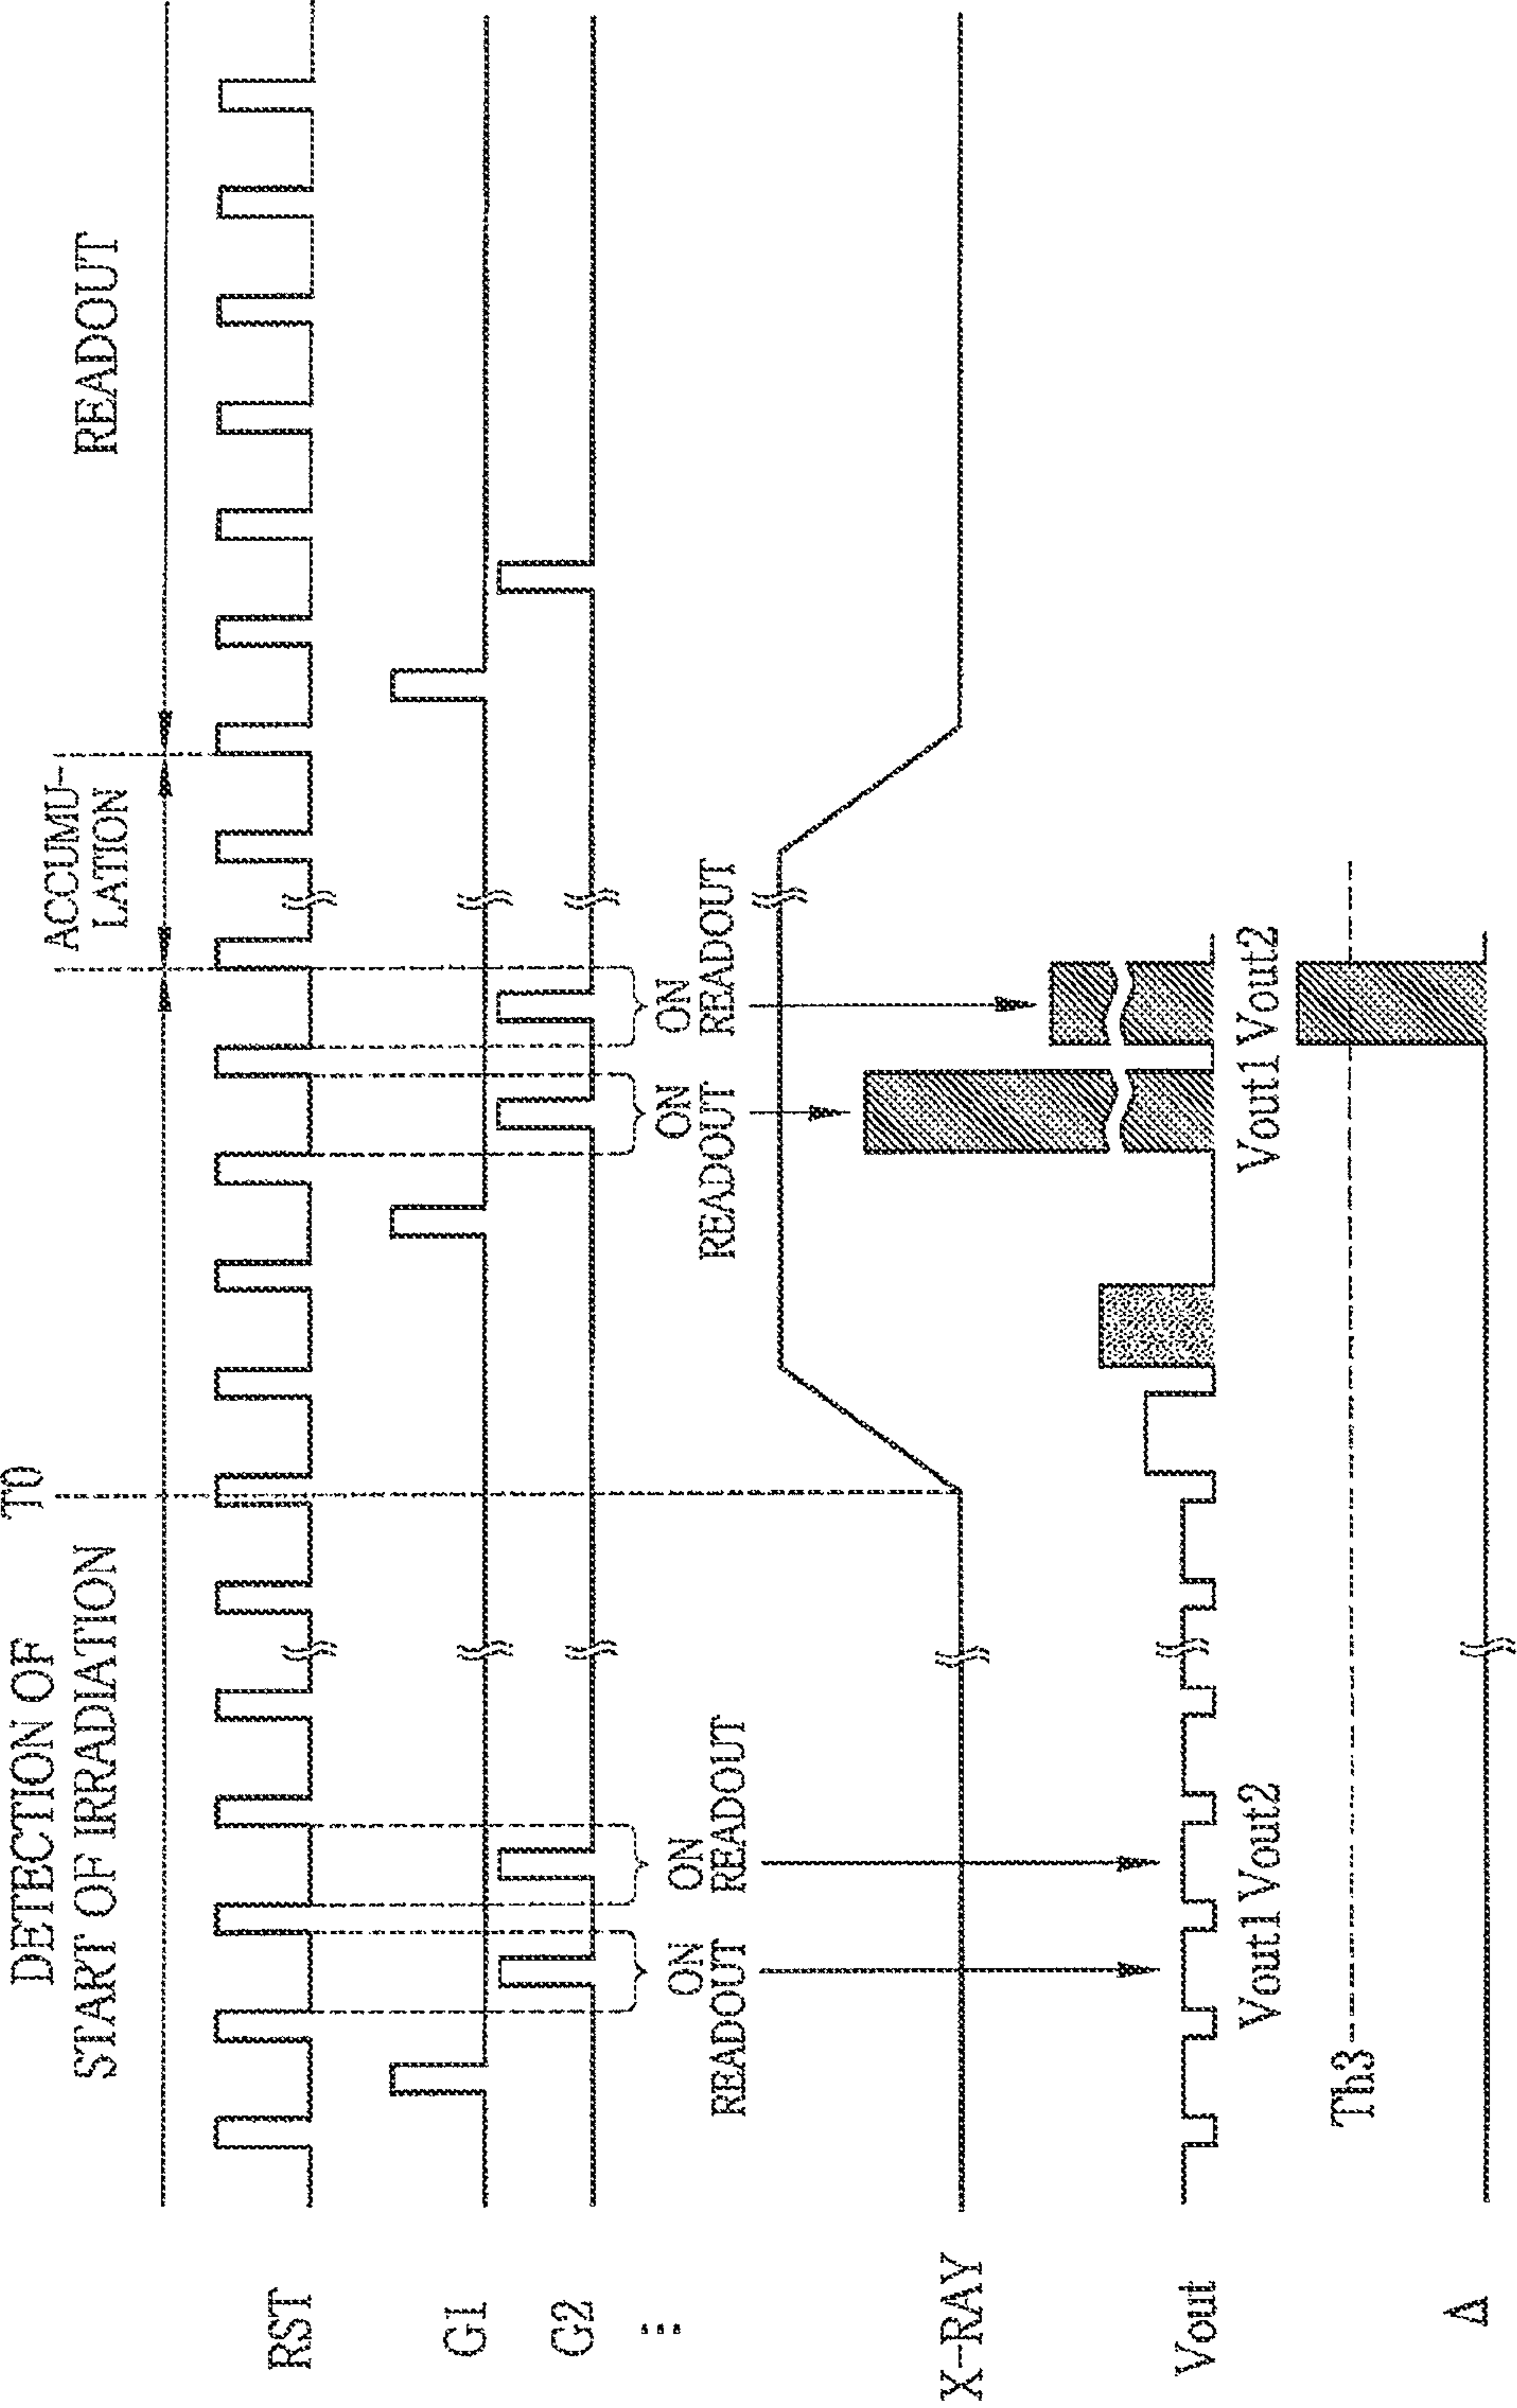 DETECTION OF
START OF IRRADIATION
T0
ACCUMU-
LATION
READOUT
RST
G1
G2
...
ON
READOUT
ON
READOUT
ON
READOUT
ON
READOUT
X-RAY
Vout
Vout1 Vout2
Vout1 Vout2
Th3
Δ